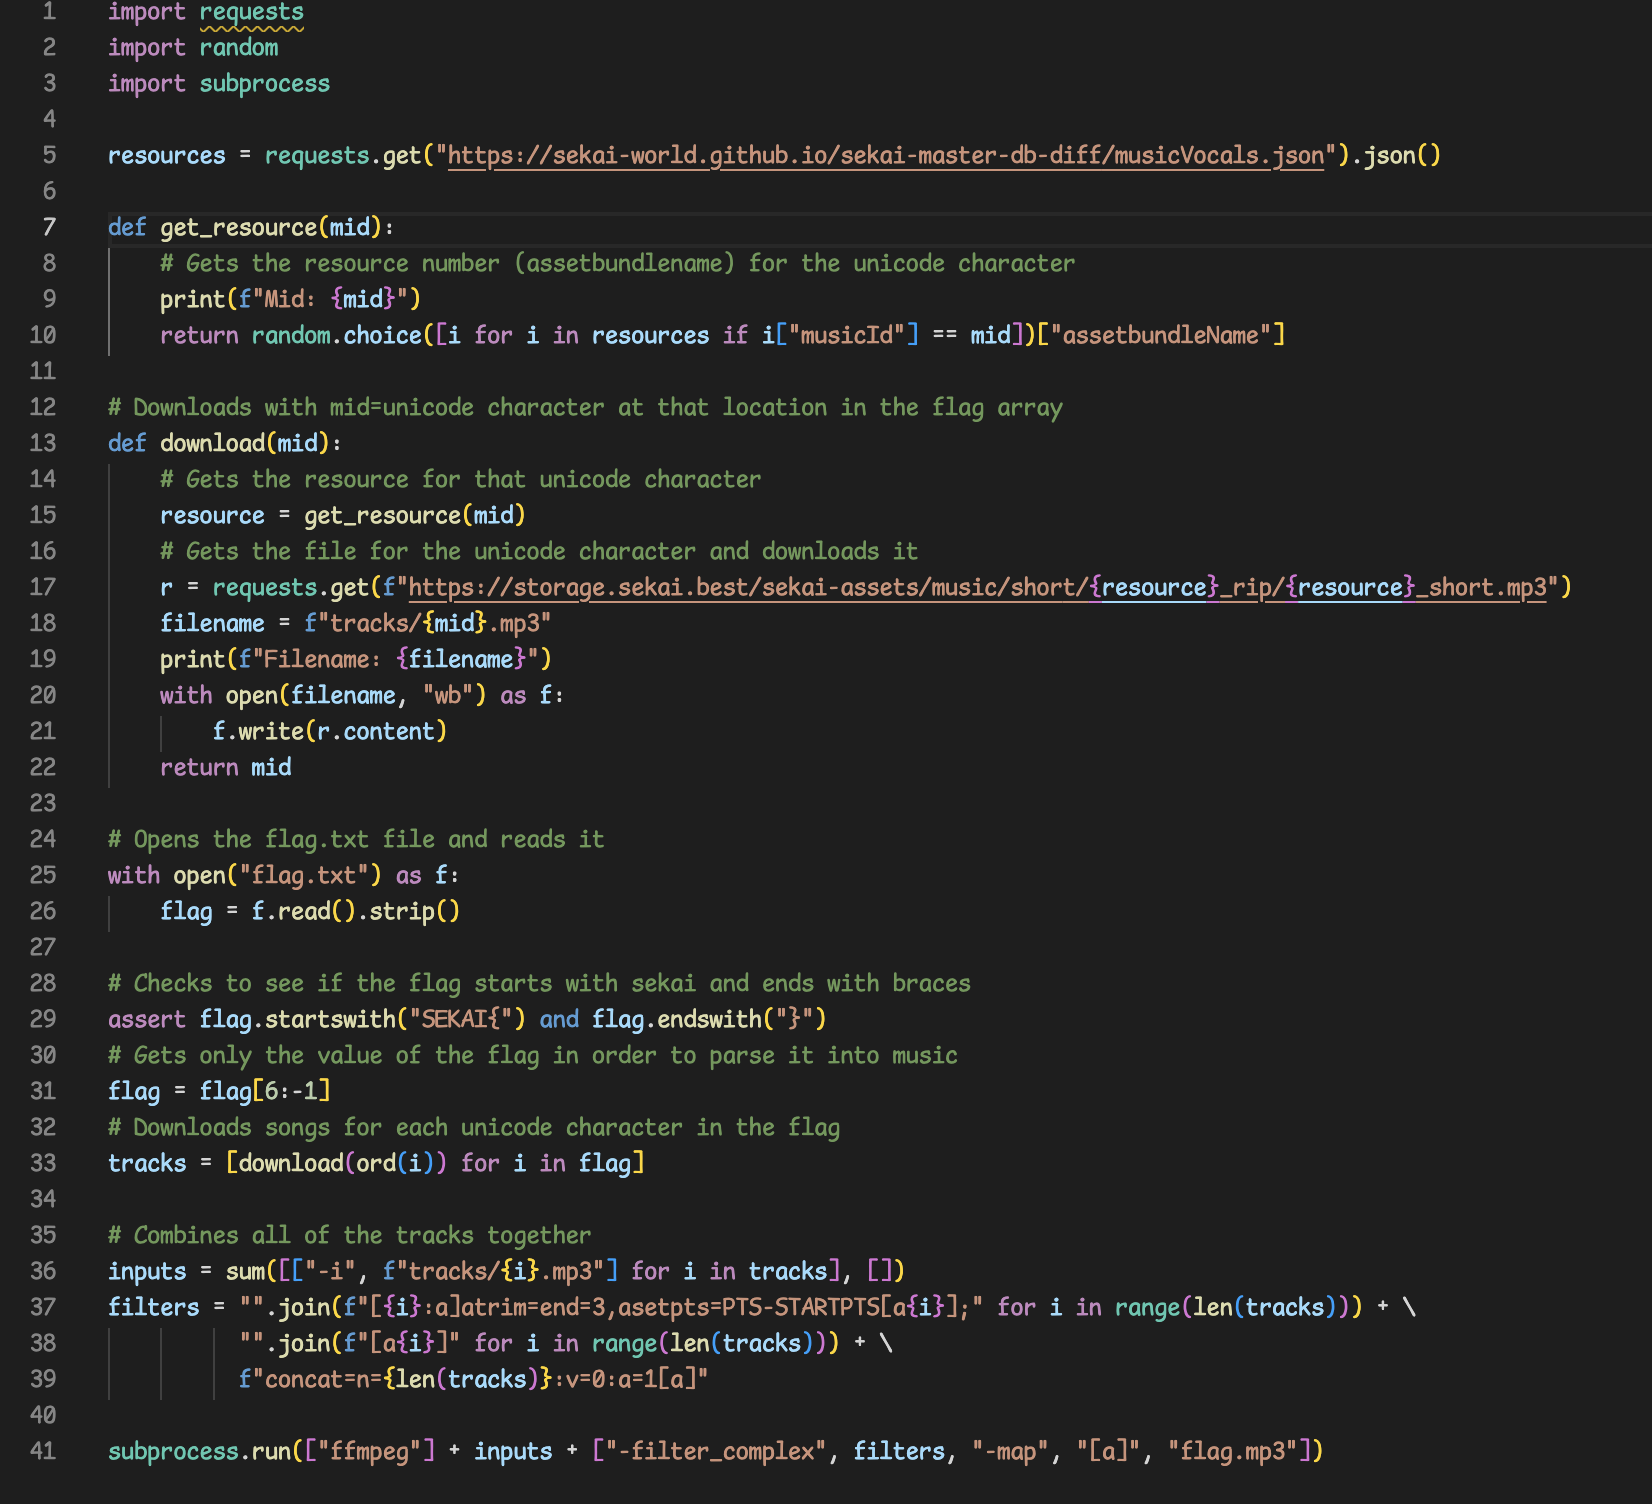 1 import requests
2 import random
3 import subprocess
4
5 resources = requests.get("https://sekai-world.github.io/sekai-master-db-diff/musicVocals.json").json()
6
7 def get_resource(mid):
8     # Gets the resource number (assetbundlename) for the unicode character
9     print(f"Mid: {mid}")
10     return random.choice([i for i in resources if i["musicId"] == mid])["assetbundleName"]
11
12 # Downloads with mid=unicode character at that location in the flag array
13 def download(mid):
14     # Gets the resource for that unicode character
15     resource = get_resource(mid)
16     # Gets the file for the unicode character and downloads it
17     r = requests.get(f"https://storage.sekai.best/sekai-assets/music/short/{resource}_rip/{resource}_short.mp3")
18     filename = f"tracks/{mid}.mp3"
19     print(f"Filename: {filename}")
20     with open(filename, "wb") as f:
21         f.write(r.content)
22     return mid
23
24 # Opens the flag.txt file and reads it
25 with open("flag.txt") as f:
26     flag = f.read().strip()
27
28 # Checks to see if the flag starts with sekai and ends with braces
29 assert flag.startswith("SEKAI{") and flag.endswith("}")
30 # Gets only the value of the flag in order to parse it into music
31 flag = flag[6:-1]
32 # Downloads songs for each unicode character in the flag
33 tracks = [download(ord(i)) for i in flag]
34
35 # Combines all of the tracks together
36 inputs = sum([["-i", f"tracks/{i}.mp3"] for i in tracks], [])
37 filters = "".join(f"[{i}:a]atrim=end=3,asetpts=PTS-STARTPTS[a{i}];" for i in range(len(tracks))) + \
38           "".join(f"[a{i}]" for i in range(len(tracks))) + \
39           f"concat=n={len(tracks)}:v=0:a=1[a]"
40
41 subprocess.run(["ffmpeg"] + inputs + ["-filter_complex", filters, "-map", "[a]", "flag.mp3"])